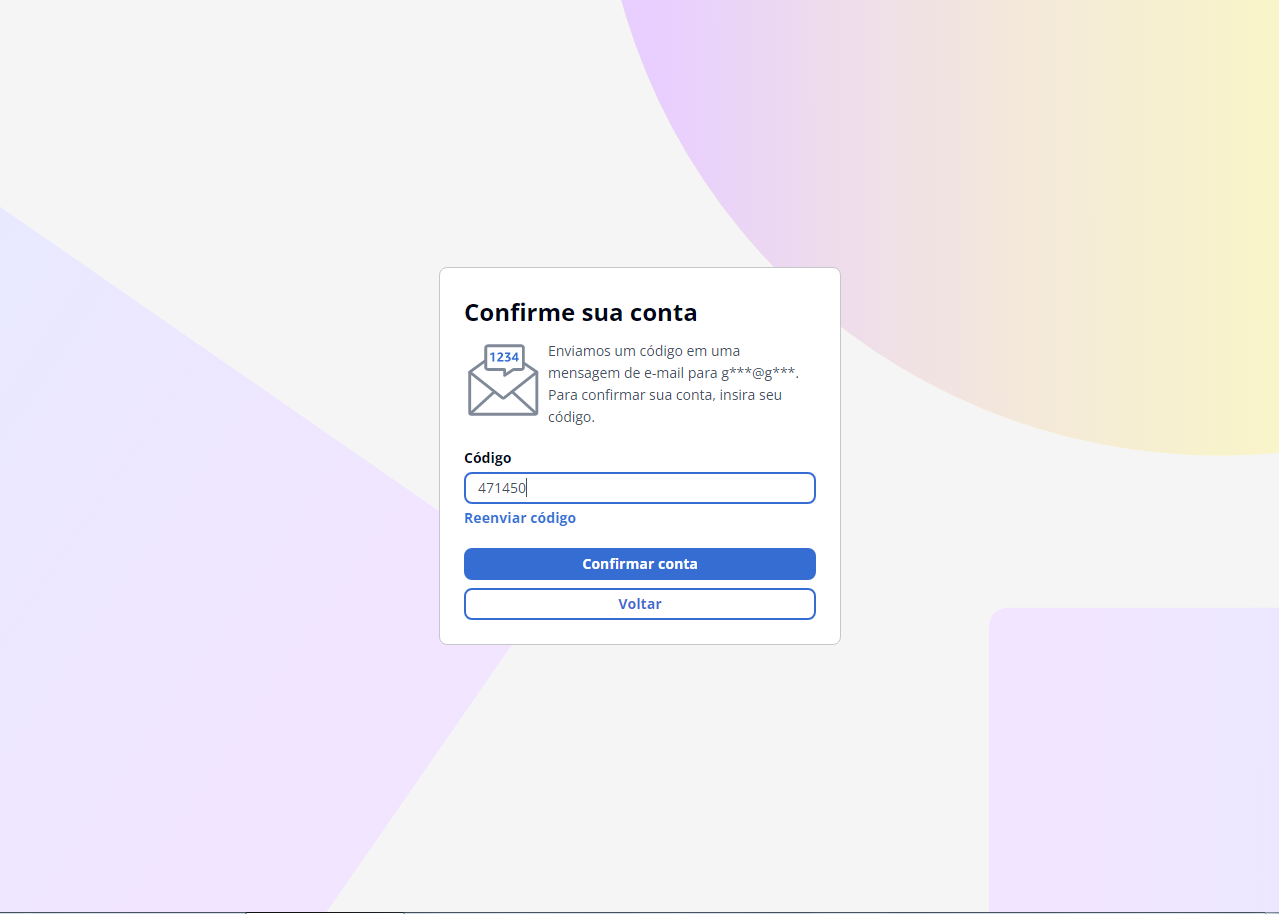 Confirme sua conta
1234
Enviamos um código em uma
mensagem de e-mail para g***@g***.
Para confirmar sua conta, insira seu
código.
Código
471450
Reenviar código
Confirmar conta
Voltar